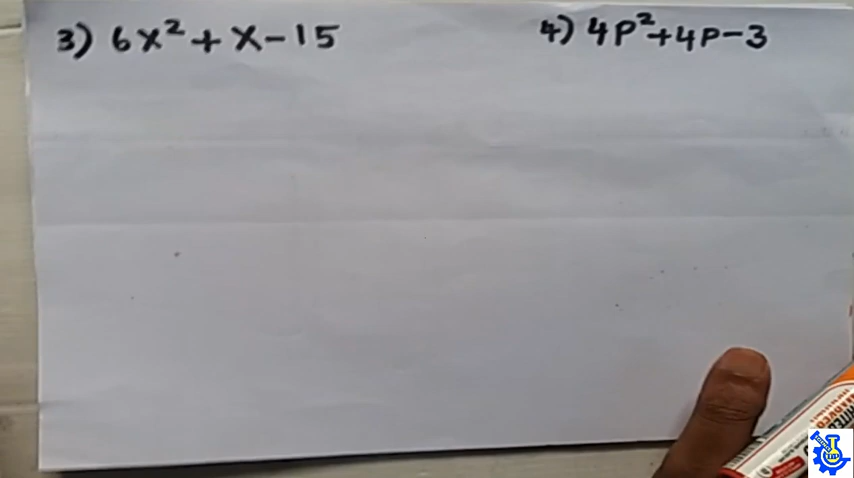 3) 6x² + x - 15
4) 4p² + 4p - 3